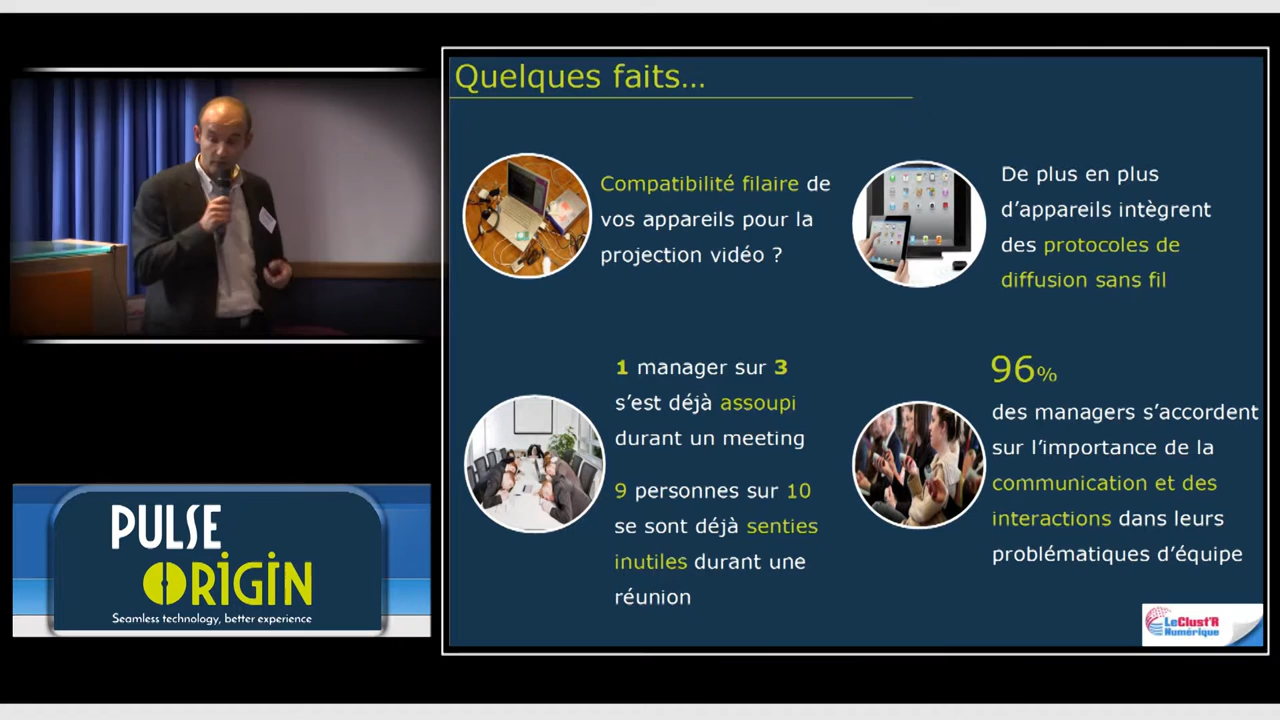 Quelques faits...
Compatibilité filaire de
vos appareils pour la
projection vidéo ?
De plus en plus
d’appareils intègrent
des protocoles de
diffusion sans fil
1 manager sur 3
s’est déjà assoupi
durant un meeting
9 personnes sur 10
se sont déjà senties
inutiles durant une
réunion
96%
des managers s’accordent
sur l’importance de la
communication et des
interactions dans leurs
problématiques d’équipe
PULSE
ORiGiN
Seamless technology, better experience
LeClust'R
Numérique